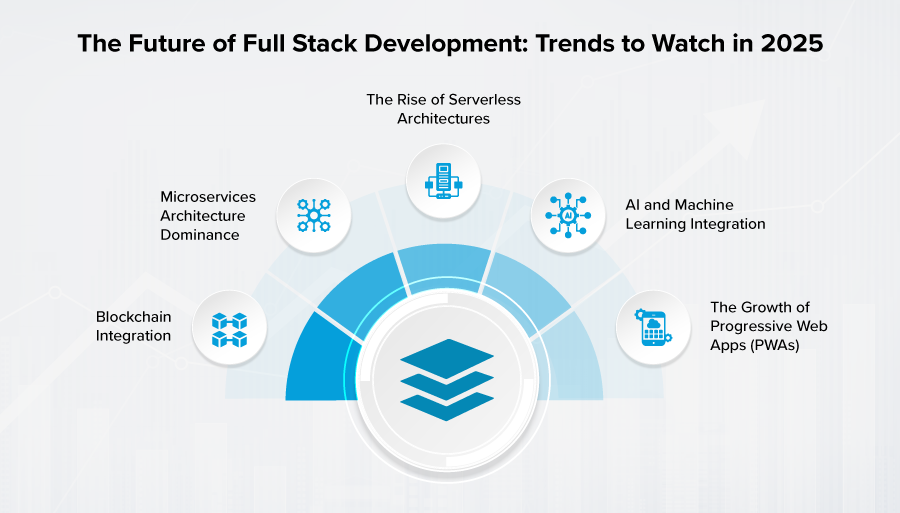 The Future of Full Stack Development: Trends to Watch in 2025
The Rise of Serverless
Architectures
Microservices
Architecture
Dominance
AI
AI and Machine
Learning Integration
Blockchain
Integration
The Growth of
Progressive Web
Apps (PWAs)